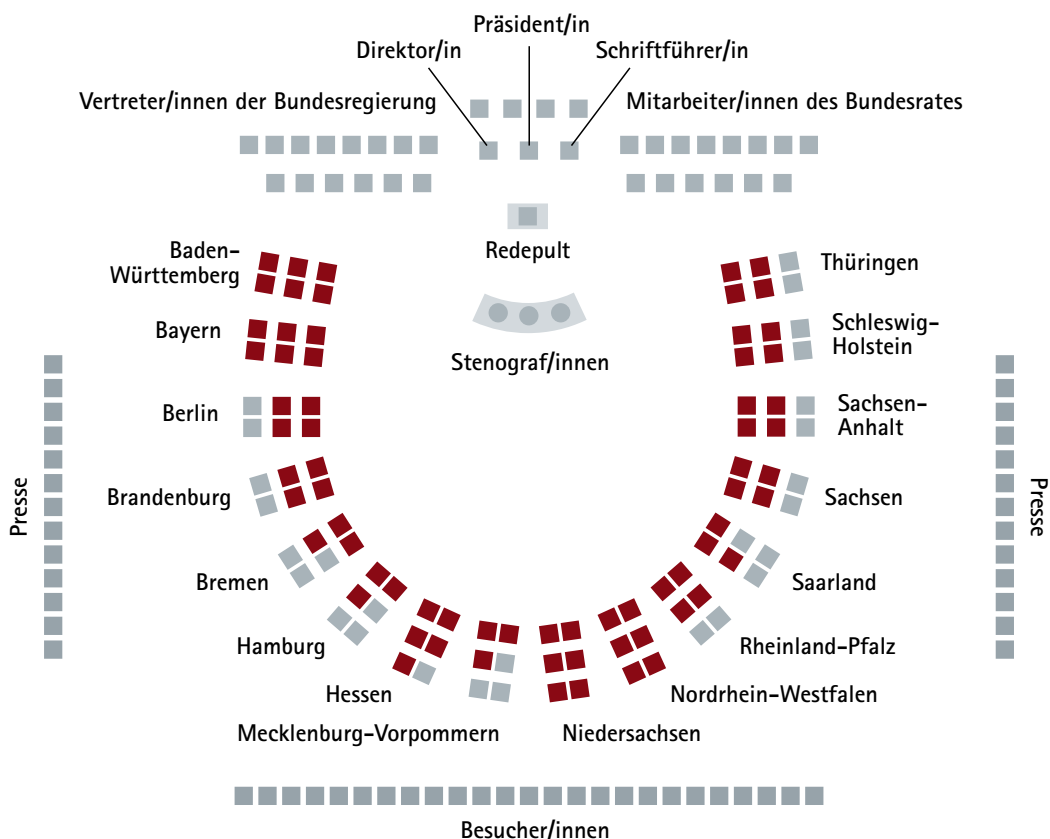 Präsident/in
Direktor/in
Schriftführer/in
Vertreter/innen der Bundesregierung
Mitarbeiter/innen des Bundesrates
Redepult
Stenograf/innen
Baden-
Württemberg
Bayern
Berlin
Brandenburg
Bremen
Hamburg
Hessen
Mecklenburg-Vorpommern
Niedersachsen
Nordrhein-Westfalen
Rheinland-Pfalz
Saarland
Sachsen
Sachsen-
Anhalt
Schleswig-
Holstein
Thüringen
Presse
Presse
Besucher/innen